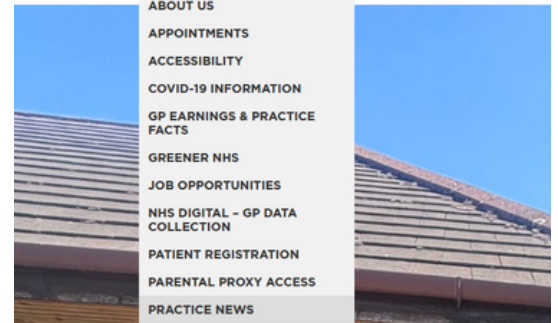 ABOUT US
APPOINTMENTS
ACCESSIBILITY
COVID-19 INFORMATION
GP EARNINGS & PRACTICE
FACTS
GREENER NHS
JOB OPPORTUNITIES
NHS DIGITAL – GP DATA
COLLECTION
PATIENT REGISTRATION
PARENTAL PROXY ACCESS
PRACTICE NEWS